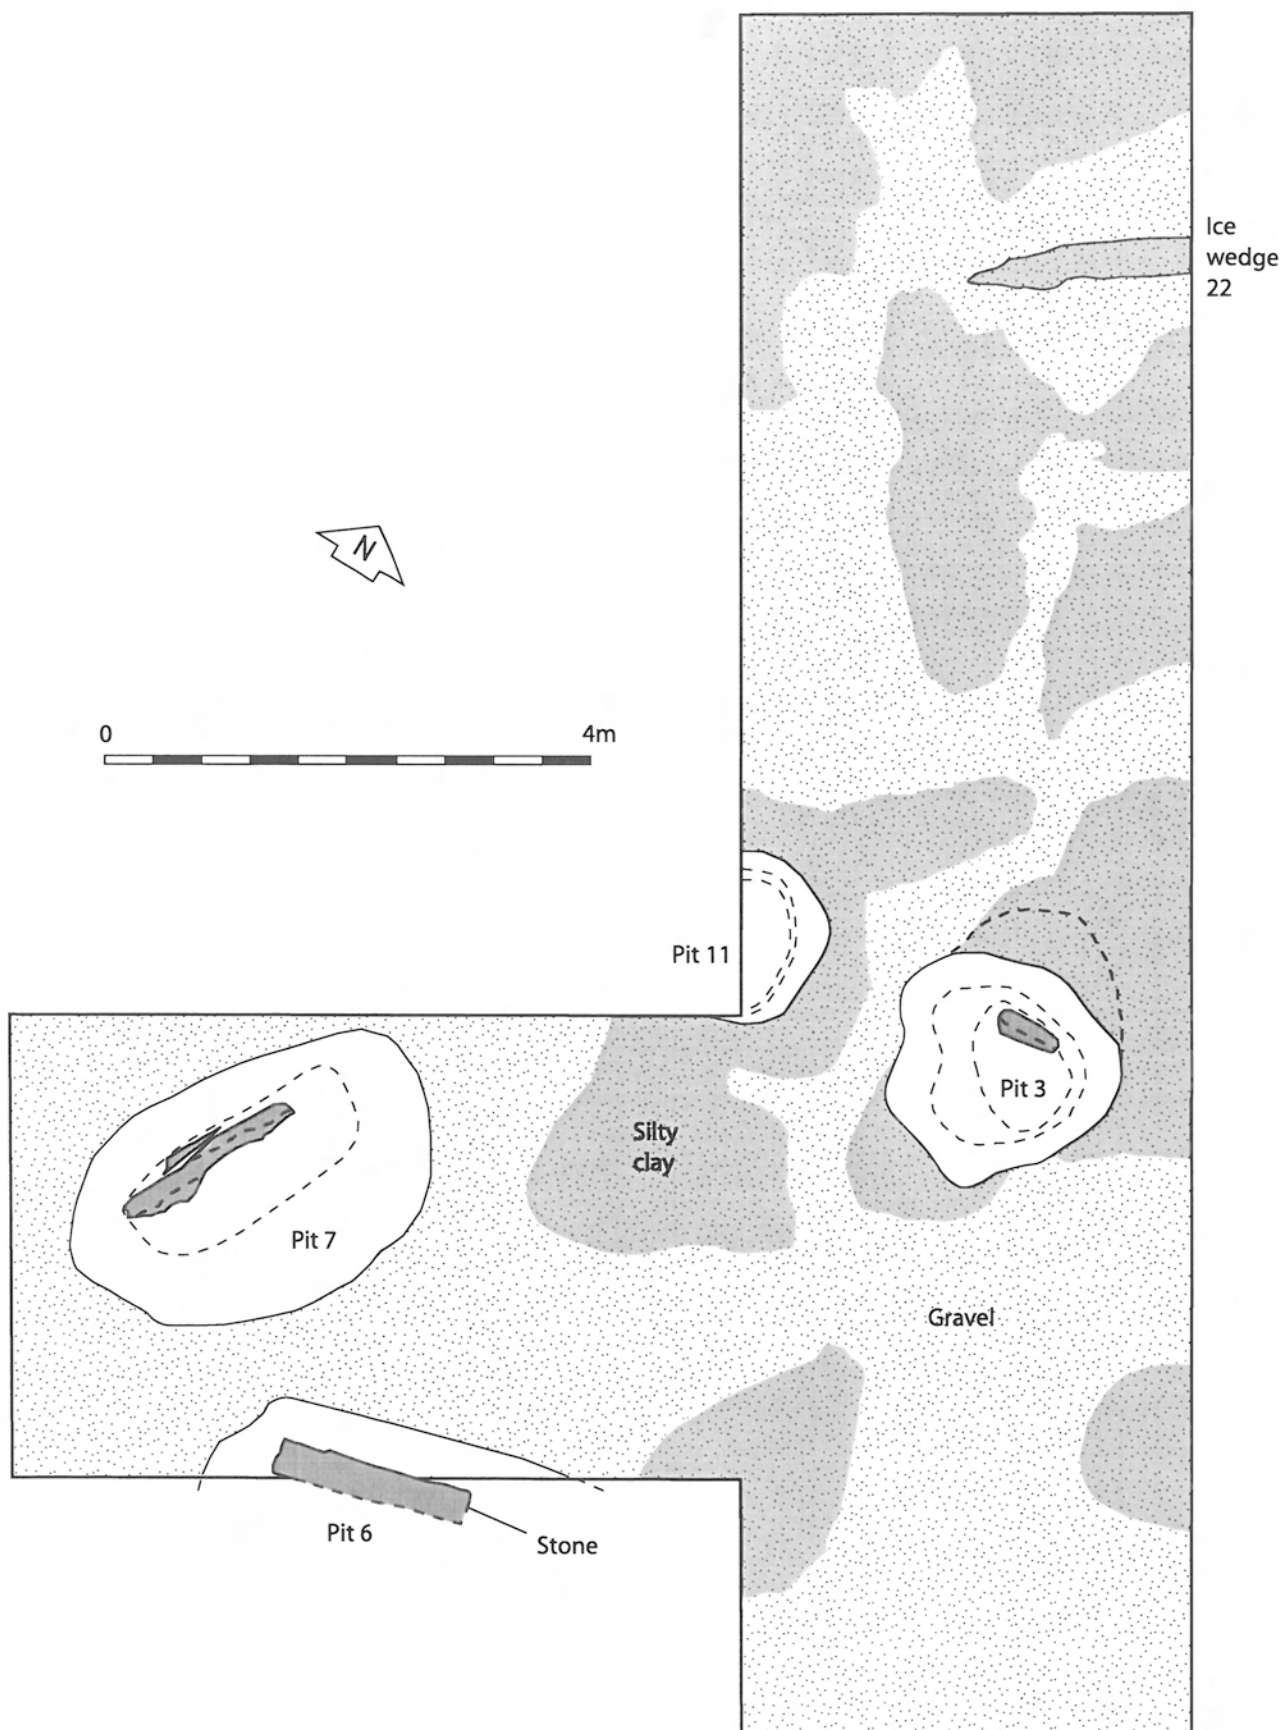 Ice
wedge
22
N
0 4m
Pit 11
Pit 3
Silty
clay
Pit 7
Gravel
Pit 6
Stone